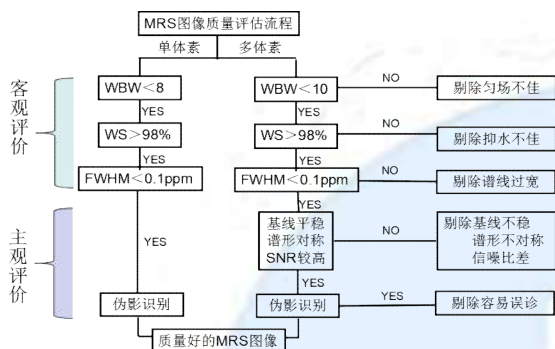 MRS图像质量评估流程
单体素
多体素
客观评价
WBW＜8
WBW＜10
NO
剔除匀场不佳
YES
YES
WS＞98%
WS＞98%
NO
剔除抑水不佳
YES
YES
FWHM＜0.1ppm
FWHM＜0.1ppm
NO
剔除谱线过宽
YES
主观评价
YES
基线平稳
谱形对称
SNR较高
NO
剔除基线不稳
谱形不对称
信噪比差
YES
伪影识别
伪影识别
YES
剔除容易误诊
质量好的MRS图像